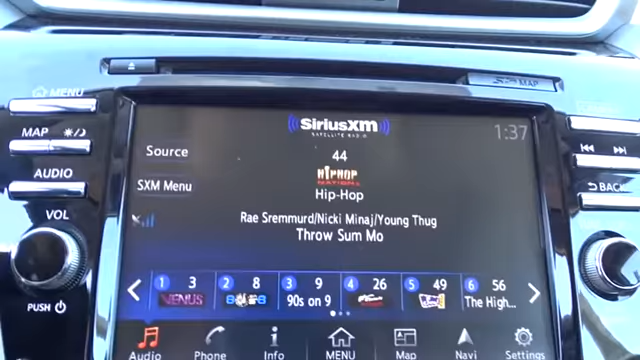 SD MAP
MENU
SiriusXM
SATELLITE RADIO
1:37
MAP
Source
44
HIPHOP
NATION
AUDIO
SXM Menu
Hip-Hop
BACK
VOL
Rae Sremmurd/Nicki Minaj/Young Thug
Throw Sum Mo
1 3 2 8 3 9 4 26 5 49 6 56
VENUS 80s8 90s on 9 The High...
PUSH
Audio Phone Info MENU Map Navi Settings